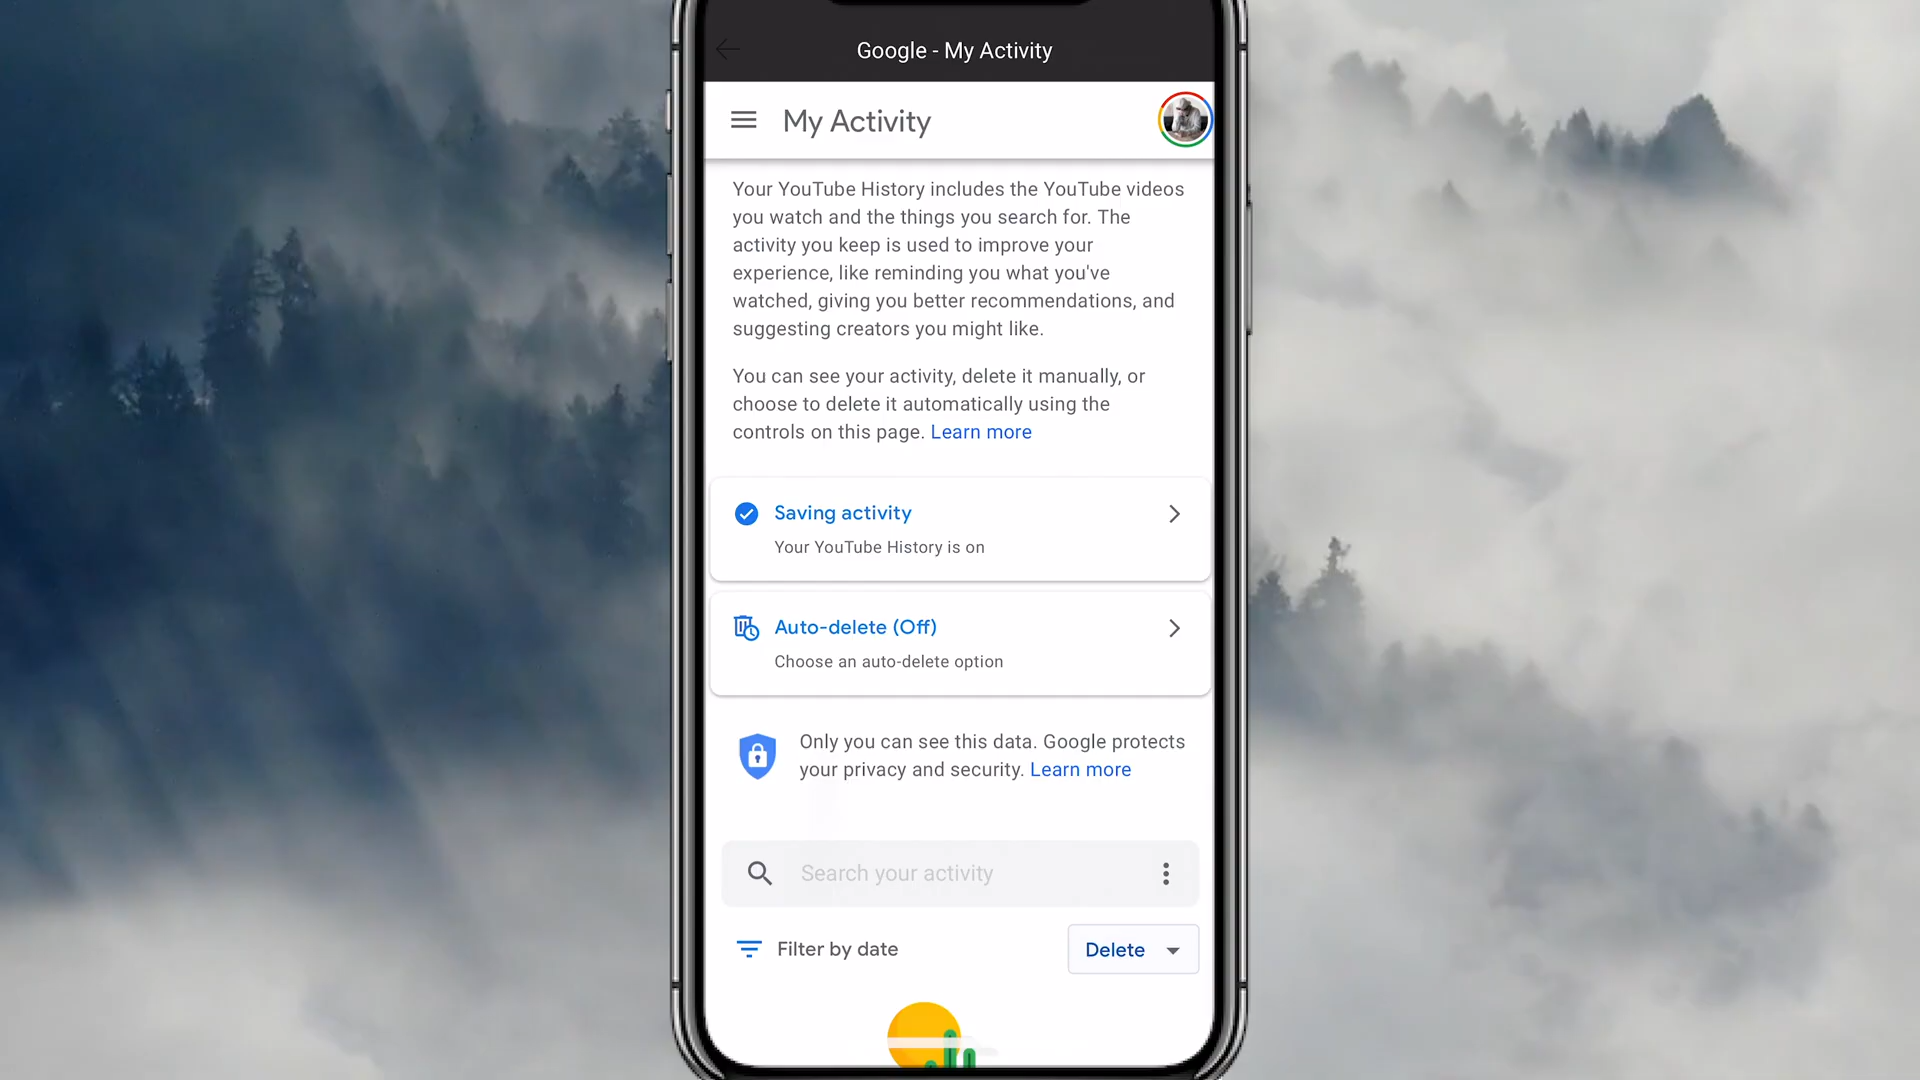 Google - My Activity
My Activity
Your YouTube History includes the YouTube videos
you watch and the things you search for. The
activity you keep is used to improve your
experience, like reminding you what you've
watched, giving you better recommendations, and
suggesting creators you might like.
You can see your activity, delete it manually, or
choose to delete it automatically using the
controls on this page. Learn more
Saving activity
Your YouTube History is on
Auto-delete (Off)
Choose an auto-delete option
Only you can see this data. Google protects
your privacy and security. Learn more
Search your activity
Filter by date
Delete